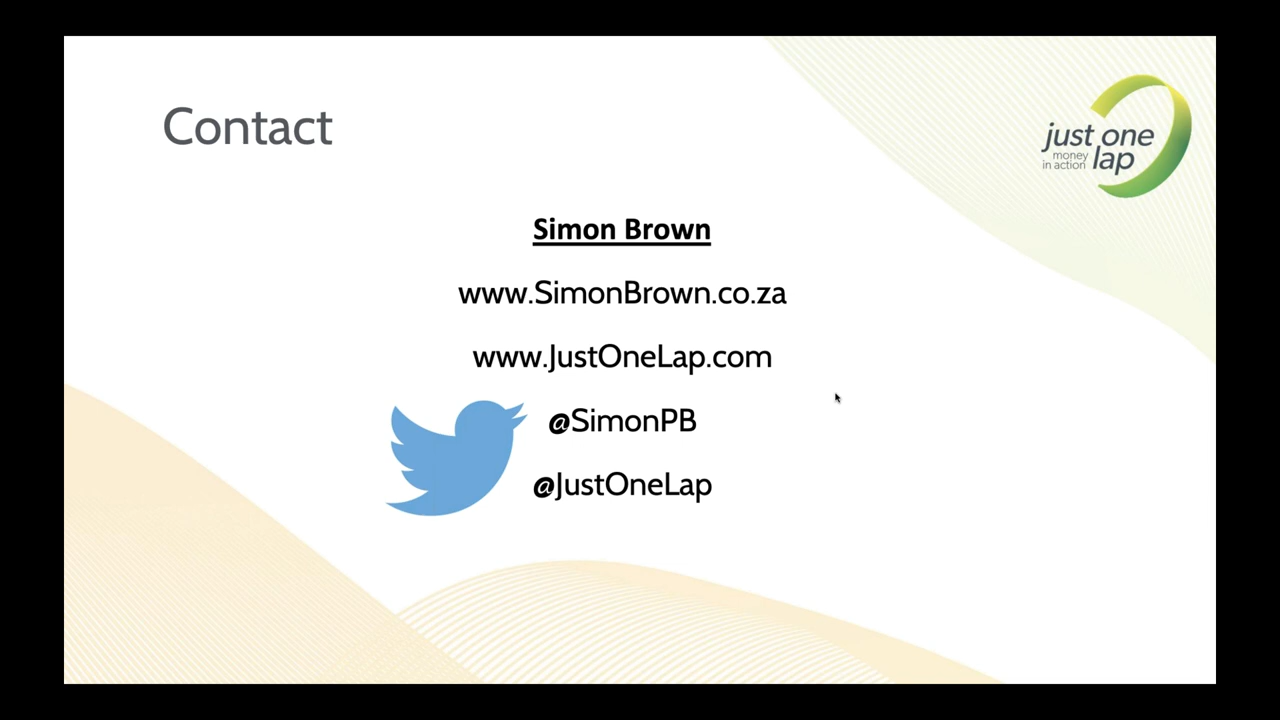 Contact
just one
money
in action lap
Simon Brown
www.SimonBrown.co.za
www.JustOneLap.com
@SimonPB
@JustOneLap